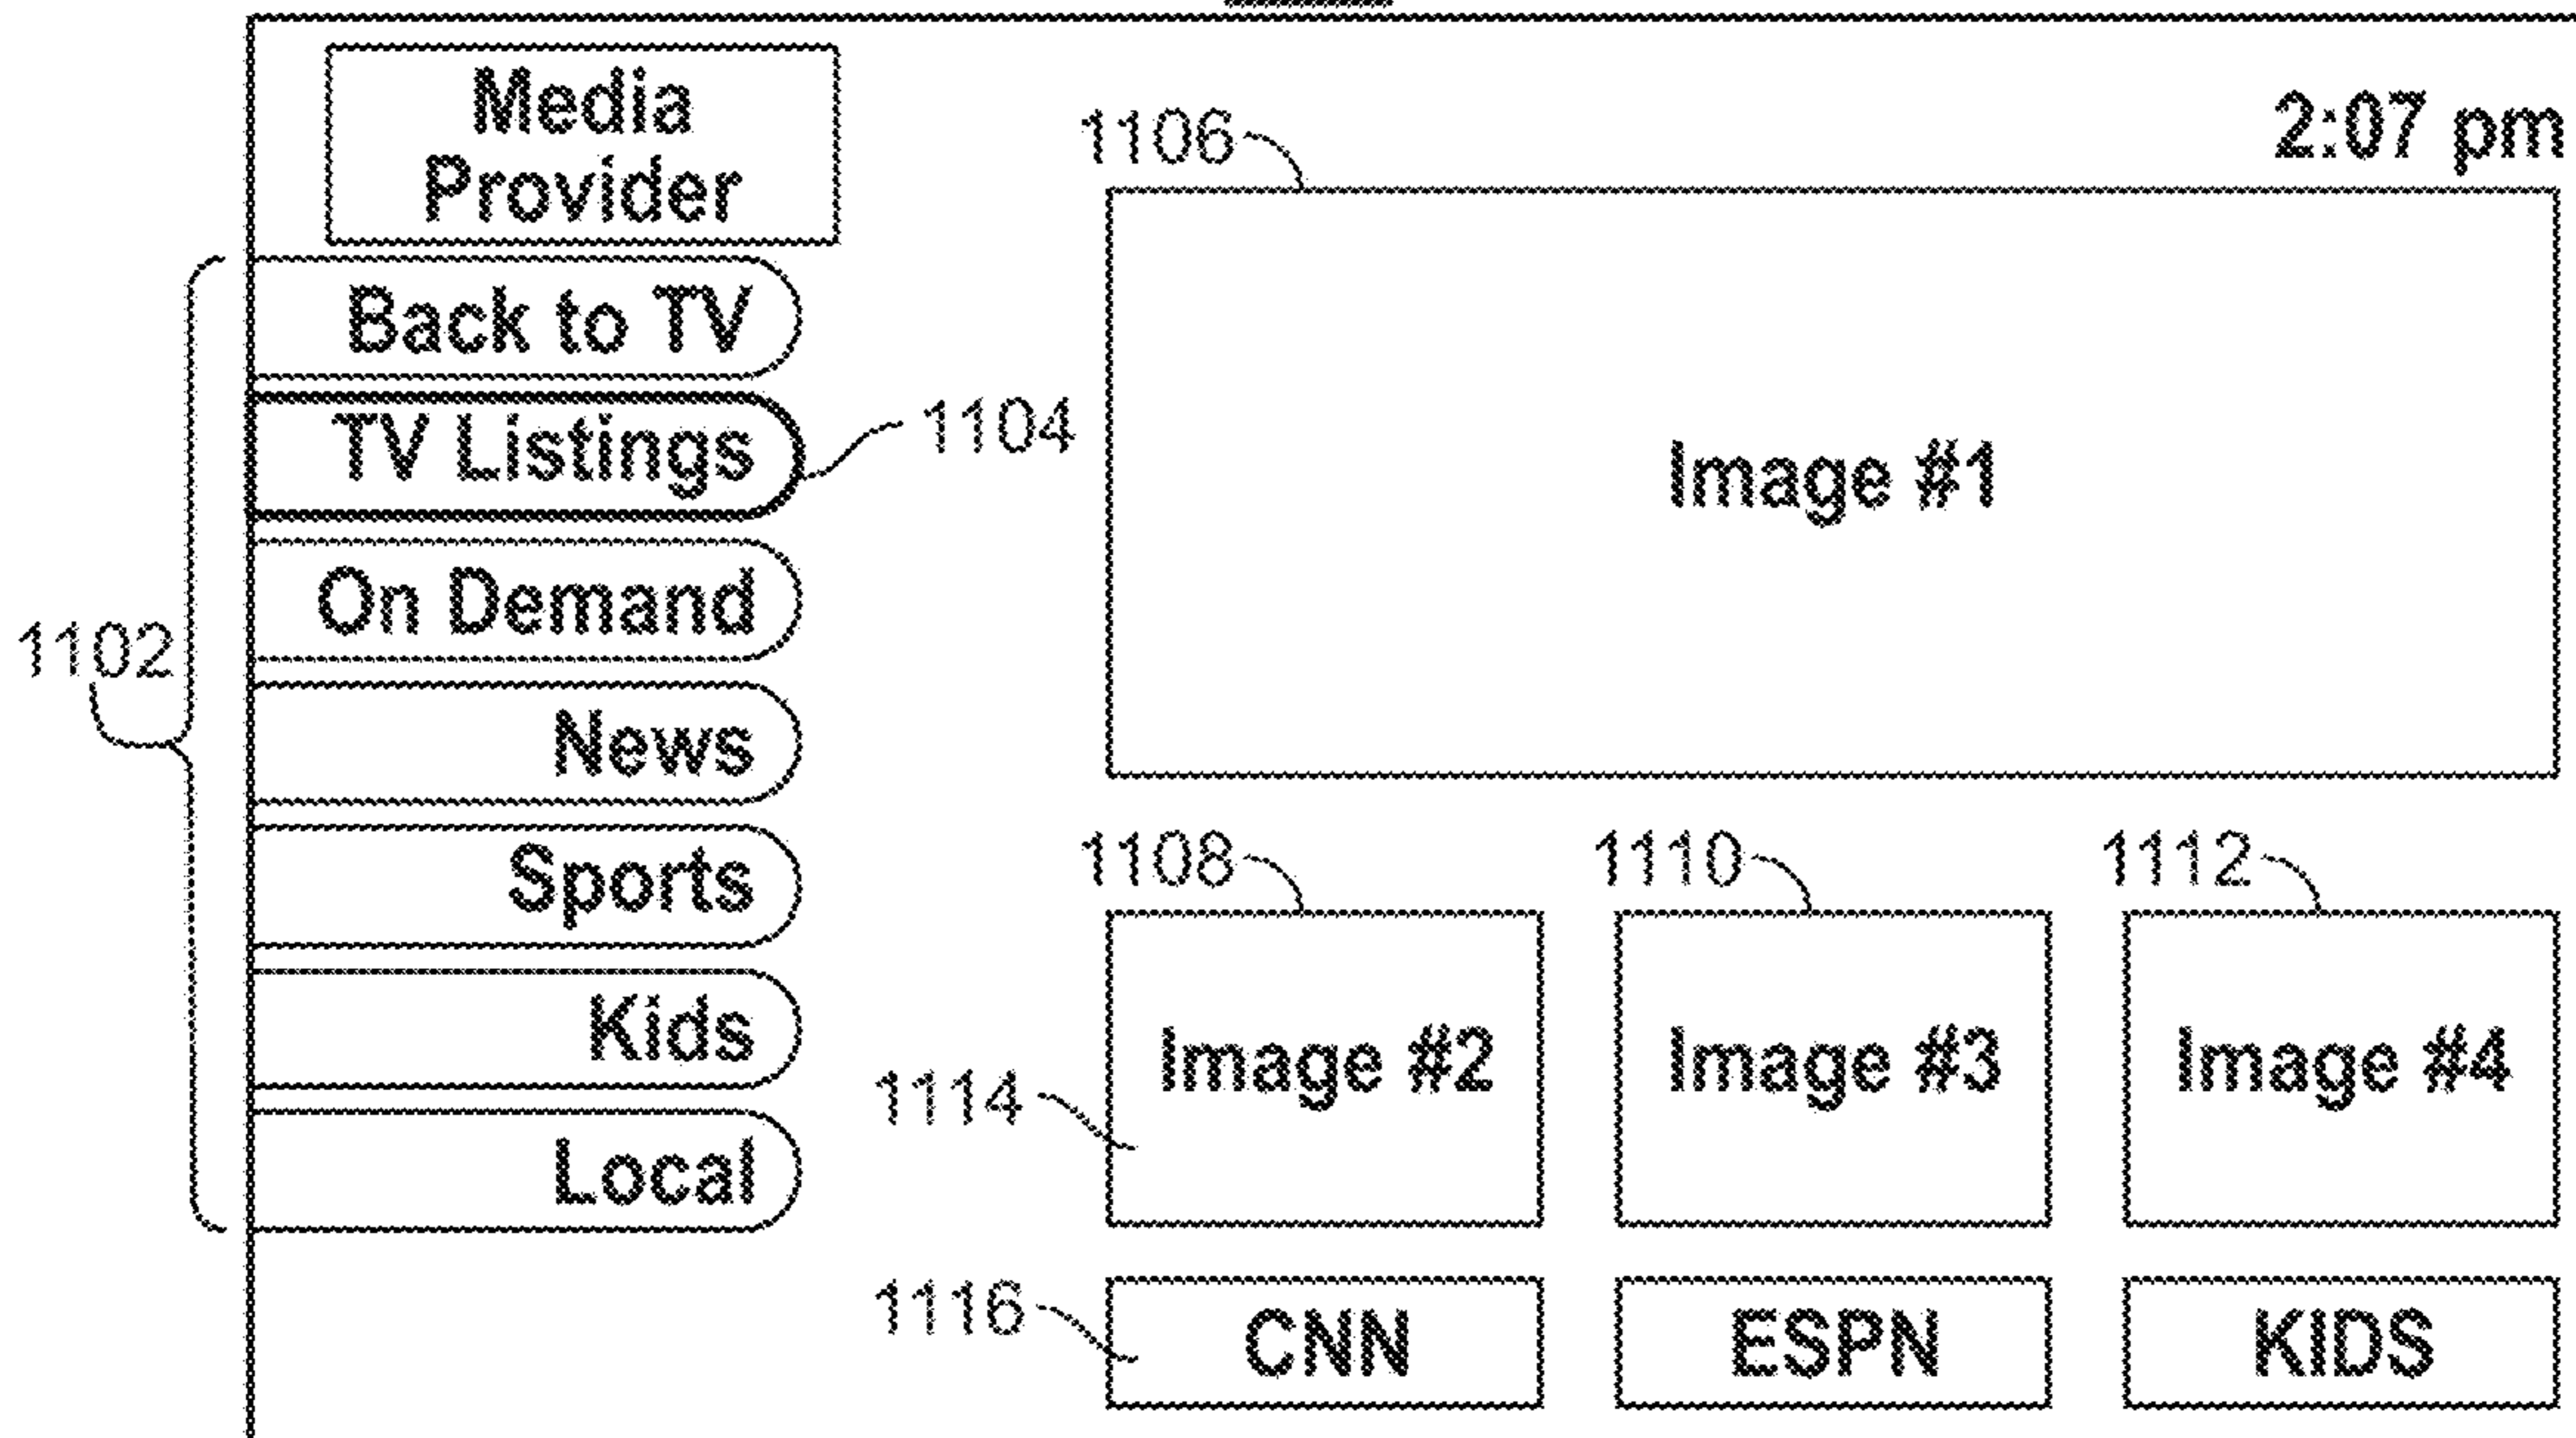 Media
Provider
2:07 pm
1106
Back to TV
TV Listings
1104
Image #1
On Demand
1102
News
Sports
1108
1110
1112
Kids
Image #2
Image #3
Image #4
1114
Local
1116
CNN
ESPN
KIDS